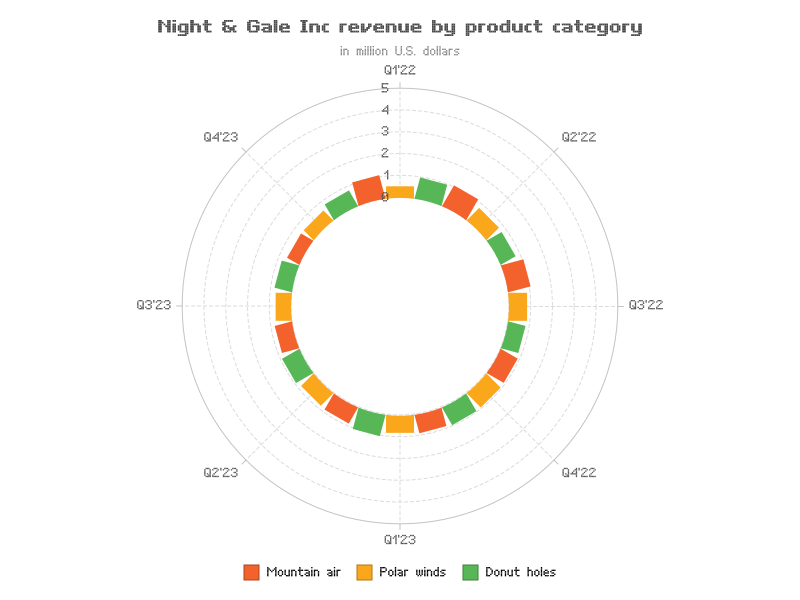 Night & Gale Inc revenue by product category
in million U.S. dollars
Q1'22
5
4
3
2
1
0
Q4'23
Q2'22
Q3'23
Q3'22
Q2'23
Q4'22
Q1'23
Mountain air
Polar winds
Donut holes